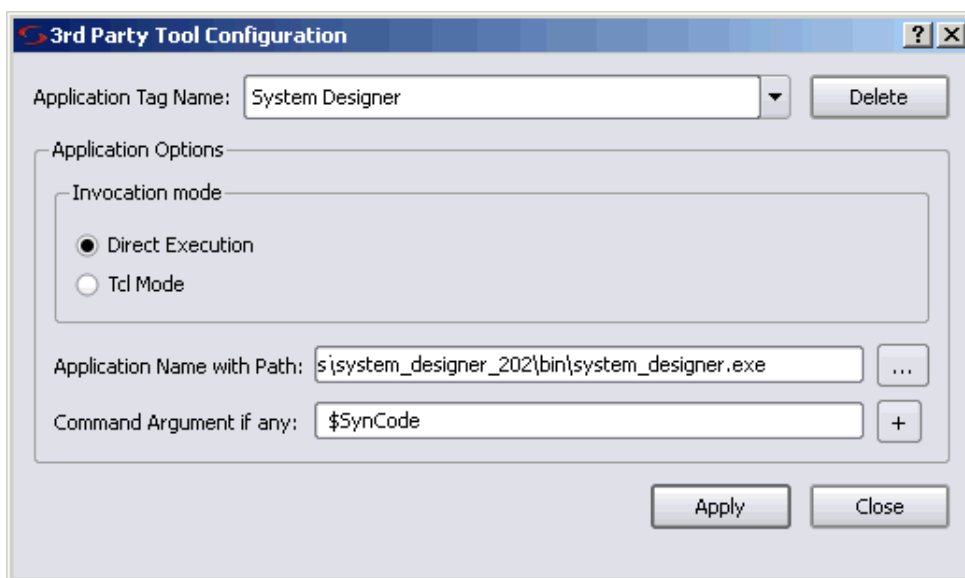 3rd Party Tool Configuration ? X
Application Tag Name: System Designer Delete
Application Options
Invocation mode
Direct Execution
Tcl Mode
Application Name with Path: s\system_designer_202\bin\system_designer.exe ...
Command Argument if any: $SynCode +
Apply Close